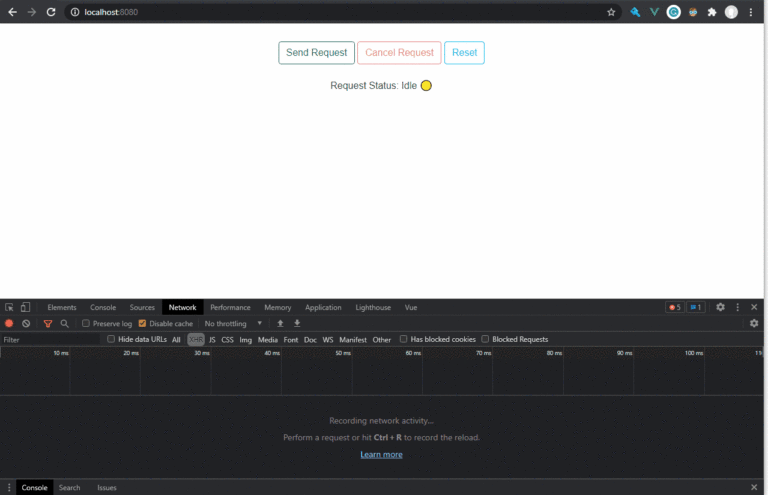 localhost:8080
Send Request Cancel Request Reset
Request Status: Idle
Elements Console Sources Network Performance Memory Application Lighthouse Vue 5 1
Preserve log Disable cache No throttling
Filter Hide data URLs All XHR JS CSS Img Media Font Doc WS Manifest Other Has blocked cookies Blocked Requests
10 ms 20 ms 30 ms 40 ms 50 ms 60 ms 70 ms 80 ms 90 ms 100 ms 11
Recording network activity...
Perform a request or hit Ctrl + R to record the reload.
Learn more
Console Search Issues